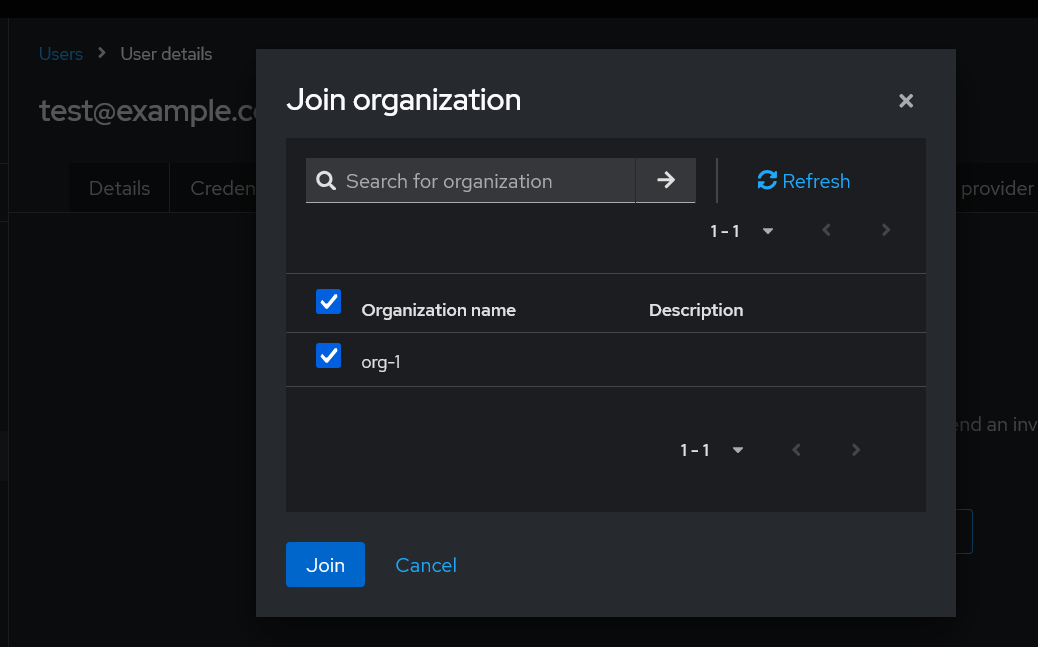 Users > User details
test@example.c
Join organization
Details
Creden
provider
Search for organization
Refresh
1 - 1
Organization name
Description
org-1
end an inv
1 - 1
Join
Cancel